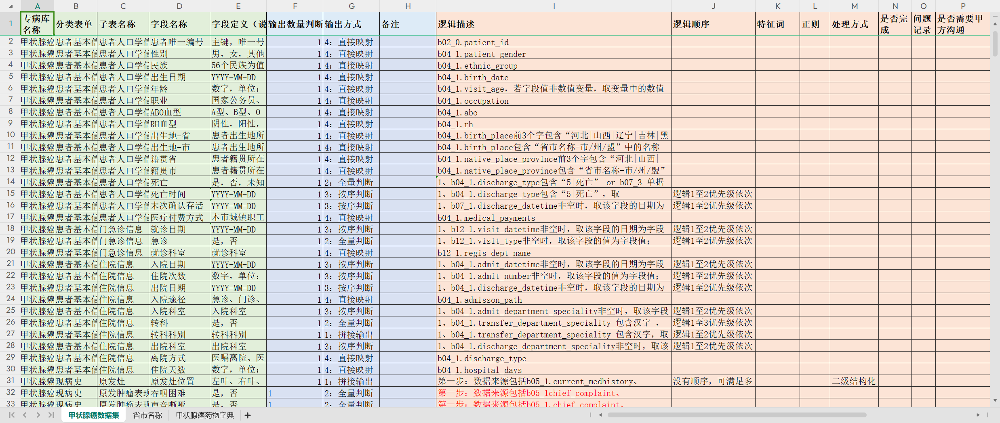 A B C D E F G H I J K L M N O P
1 专病库名称 分类表单 子表名称 字段名称 字段定义（说 输出数量判断 输出方式 备注 逻辑描述 逻辑顺序 特征词 正则 处理方式 是否完成 问题记录 是否需要甲方沟通
2 甲状腺癌 患者基本信 患者人口学信 患者唯一编号 主键，唯一号 1 4：直接映射 b02_0.patient_id
3 甲状腺癌 患者基本信 患者人口学信 性别 男，女，其他 1 4：直接映射 b04_1.patient_gender
4 甲状腺癌 患者基本信 患者人口学信 民族 56个民族为值 1 4：直接映射 b04_1.ethnic_group
5 甲状腺癌 患者基本信 患者人口学信 出生日期 YYYY-MM-DD 1 4：直接映射 b04_1.birth_date
6 甲状腺癌 患者基本信 患者人口学信 年龄 数字，单位： 1 4：直接映射 b04_1.visit_age，若字段值非数值变量，取变量中的数值
7 甲状腺癌 患者基本信 患者人口学信 职业 国家公务员、 1 4：直接映射 b04_1.occupation
8 甲状腺癌 患者基本信 患者人口学信 ABO血型 A型、B型、O 1 4：直接映射 b04_1.abo
9 甲状腺癌 患者基本信 患者人口学信 RH血型 阴性，阳性， 1 4：直接映射 b04_1.rh
10 甲状腺癌 患者基本信 患者人口学信 出生地-省 患者出生地所 1 4：直接映射 b04_1.birth_place前3个字包含“河北|山西|辽宁|吉林|黑
11 甲状腺癌 患者基本信 患者人口学信 出生地-市 患者出生地所 1 4：直接映射 b04_1.birth_place包含“省市名称-市/州/盟”中的名称
12 甲状腺癌 患者基本信 患者人口学信 籍贯省 患者籍贯所在 1 4：直接映射 b04_1.native_place_province前3个字包含“河北|山西|
13 甲状腺癌 患者基本信 患者人口学信 籍贯市 患者籍贯所在 1 4：直接映射 b04_1.native_place_province包含“省市名称-市/州/盟”
14 甲状腺癌 患者基本信 患者人口学信 死亡 是，否，未知 1 2：全量判断 1、b04_1.discharge_type包含“5|死亡” or b07_3 单据
15 甲状腺癌 患者基本信 患者人口学信 死亡时间 YYYY-MM-DD 1 3：按序判断 1、b04_1.discharge_type包含“5|死亡”，取 逻辑1至2优先级依次
16 甲状腺癌 患者基本信 患者人口学信 末次确认存活 YYYY-MM-DD 1 3：按序判断 1、b07_1.discharge_datetime非空时，取该字段的日期为 逻辑1至2优先级依次
17 甲状腺癌 患者基本信 患者人口学信 医疗付费方式 本市城镇职工 1 4：直接映射 b04_1.medical_payments
18 甲状腺癌 患者基本信 门急诊信息 就诊日期 YYYY-MM-DD 1 3：按序判断 1、b12_1.visit_datetime非空时，取该字段的日期为字段 逻辑1至2优先级依次
19 甲状腺癌 患者基本信 门急诊信息 急诊 是，否 1 2：全量判断 1、b12_1.visit_type非空时，取该字段的值为字段值； 逻辑1至2优先级依次
20 甲状腺癌 患者基本信 门急诊信息 就诊科室 就诊科室 1 4：直接映射 b12_1.regis_dept_name
21 甲状腺癌 患者基本信 住院信息 入院日期 YYYY-MM-DD 1 3：按序判断 1、b04_1.admit_datetime非空时，取该字段的日期为字段 逻辑1至2优先级依次
22 甲状腺癌 患者基本信 住院信息 住院次数 数字，单位： 1 3：按序判断 1、b04_1.admit_number非空时，取该字段的值为字段值； 逻辑1至2优先级依次
23 甲状腺癌 患者基本信 住院信息 出院日期 YYYY-MM-DD 1 3：按序判断 1、b04_1.discharge_datetime非空时，取该字段的日期为 逻辑1至2优先级依次
24 甲状腺癌 患者基本信 住院信息 入院途径 急诊、门诊、 1 4：直接映射 b04_1.admisson_path
25 甲状腺癌 患者基本信 住院信息 入院科室 入院科室 1 3：按序判断 1、b04_1.admit_department_speciality非空时，取该字段 逻辑1至2优先级依次
26 甲状腺癌 患者基本信 住院信息 转科 是，否 1 2：全量判断 1、b04_1.transfer_department_speciality 包含汉字 ， 逻辑1至3优先级依次
27 甲状腺癌 患者基本信 住院信息 转科科别 转科科别 1 1：拼接输出 1、b04_1.transfer_department_speciality 包含汉字，取 逻辑1至2优先级依次
28 甲状腺癌 患者基本信 住院信息 出院科室 出院科室 1 3：按序判断 1、b04_1.discharge_department_speciality非空时，取该 逻辑1至2优先级依次
29 甲状腺癌 患者基本信 住院信息 离院方式 医嘱离院、医 1 4：直接映射 b04_1.discharge_type
30 甲状腺癌 患者基本信 住院信息 住院天数 数字，单位： 1 4：直接映射 b04_1.hospital_days
31 甲状腺癌 现病史 原发灶 原发灶位置 左叶、右叶、 1 1：拼接输出 第一步：数据来源包括b05_1.current_medhistory、 没有顺序，可满足多 二级结构化
32 甲状腺癌 现病史 原发肿瘤表现 吞咽困难 是，否 1 2：全量判断 第一步：数据来源包括b05_1chief_complaint、
33 甲状腺癌 现病史 原发肿瘤表现 声音嘶哑 是，否 1 2：全量判断 第一步：数据来源包括b05_1.chief_complaint、
甲状腺癌数据集 省市名称 甲状腺癌药物字典 +